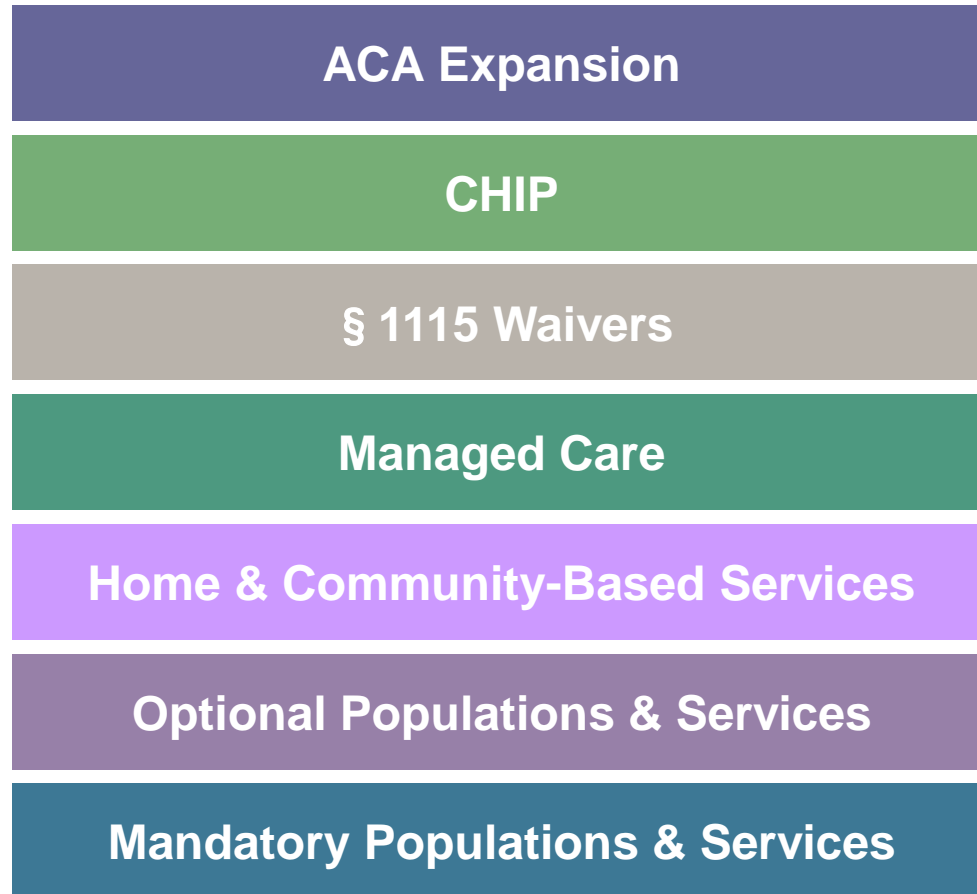 ACA Expansion
CHIP
§ 1115 Waivers
Managed Care
Home & Community-Based Services
Optional Populations & Services
Mandatory Populations & Services